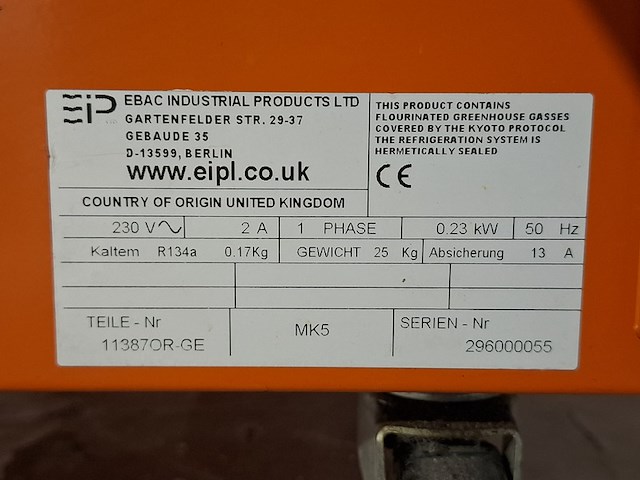 EIP EBAC INDUSTRIAL PRODUCTS LTD
GARTENFELDER STR. 29-37
GEBAUDE 35
D-13599, BERLIN
www.eipl.co.uk
COUNTRY OF ORIGIN UNITED KINGDOM
THIS PRODUCT CONTAINS
FLOURINATED GREENHOUSE GASSES
COVERED BY THE KYOTO PROTOCOL
THE REFRIGERATION SYSTEM IS
HERMETICALLY SEALED
CE
230 V 2 A 1 PHASE 0.23 kW 50 Hz
Kaltem R134a 0.17Kg GEWICHT 25 Kg Absicherung 13 A
TEILE - Nr MK5 SERIEN - Nr
11387OR-GE 296000055